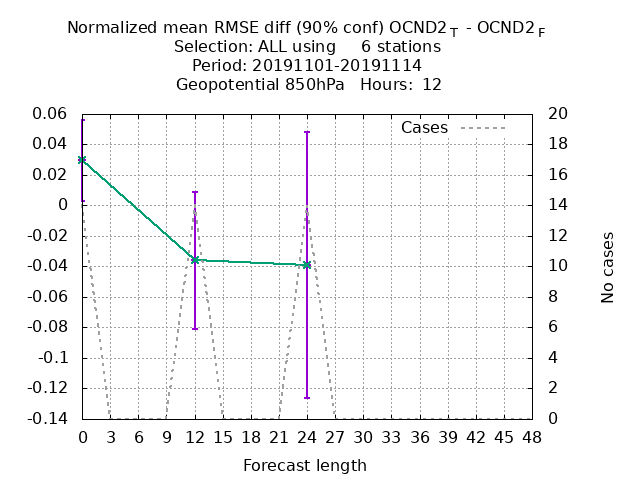 Normalized mean RMSE diff (90% conf) OCND2 T - OCND2 F
Selection: ALL using     6 stations
Period: 20191101-20191114
Geopotential 850hPa   Hours:  12
Cases
0.06
0.04
0.02
0
-0.02
-0.04
-0.06
-0.08
-0.1
-0.12
-0.14
20
18
16
14
12
10
8
6
4
2
0
No cases
0 3 6 9 12 15 18 21 24 27 30 33 36 39 42 45 48
Forecast length